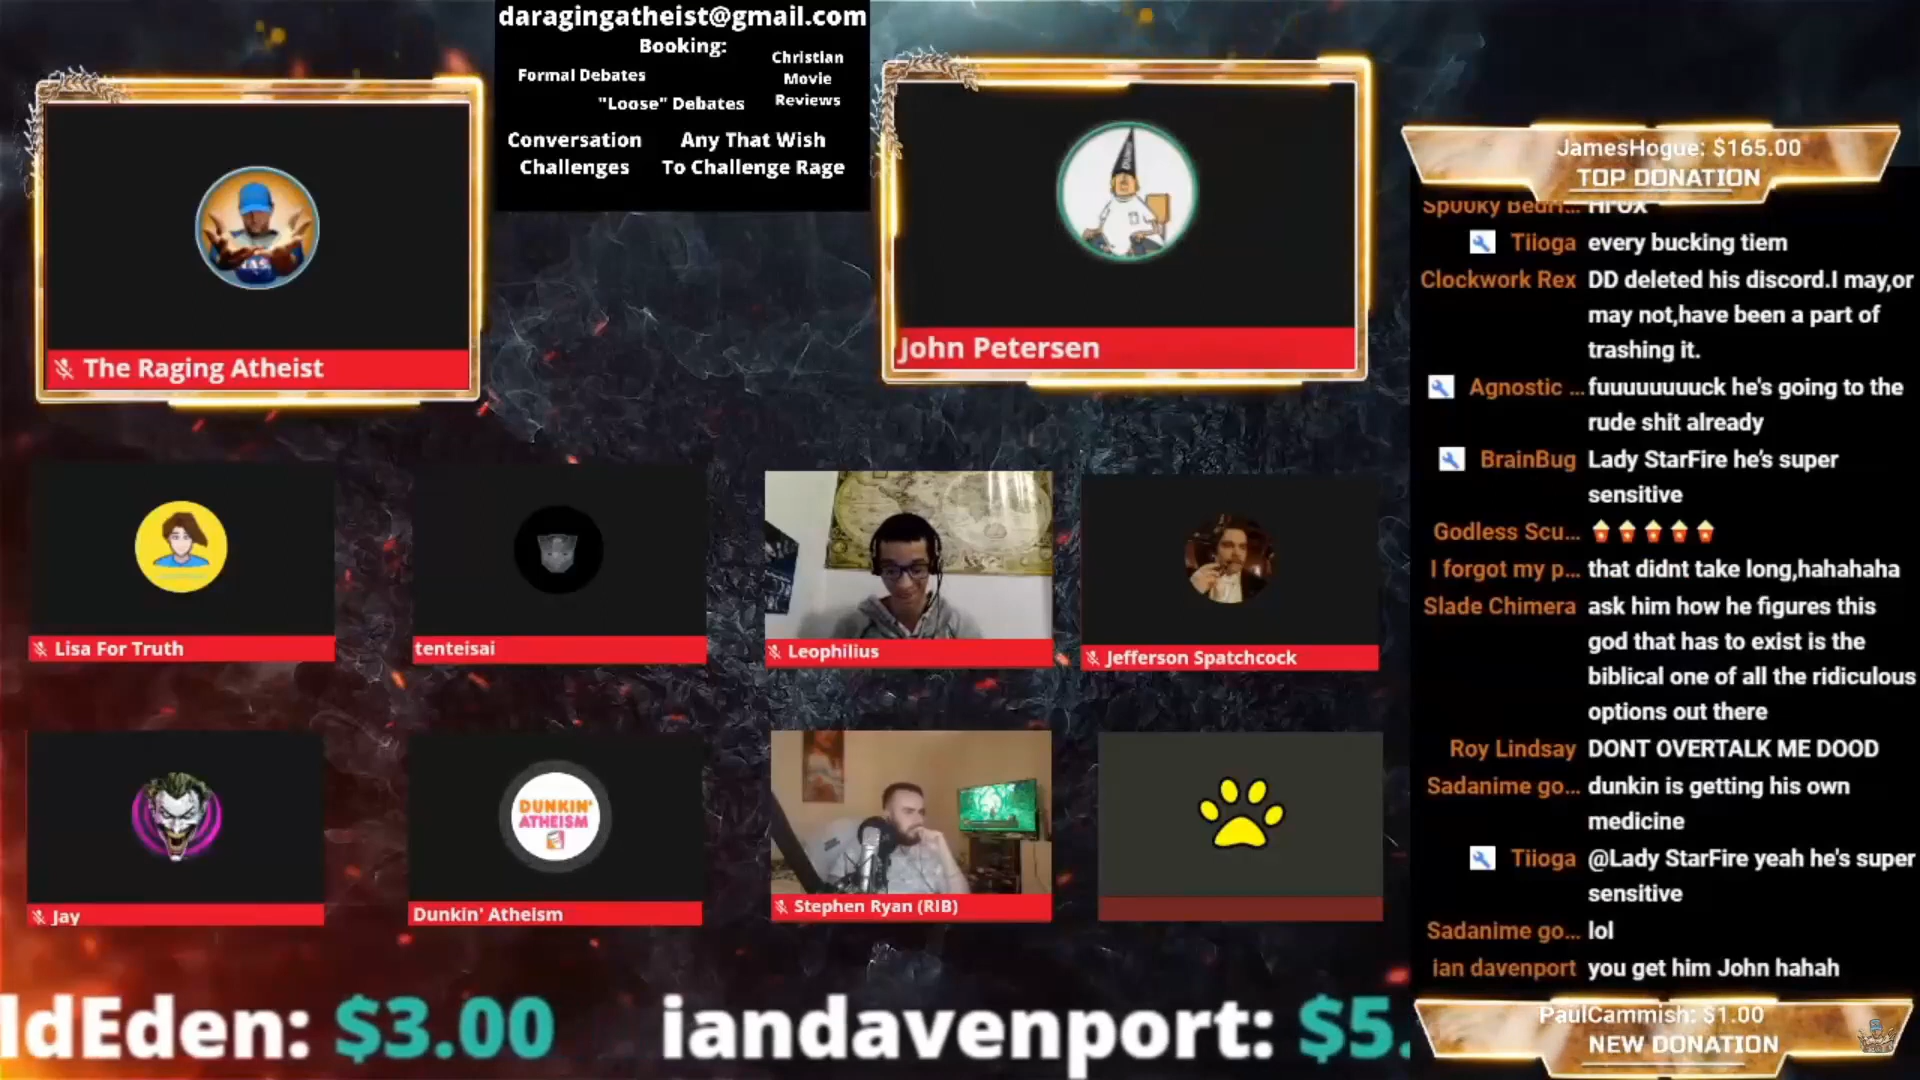 daragingatheist@gmail.com
Booking:
Formal Debates
"Loose" Debates
Christian
Movie
Reviews
Conversation
Challenges
Any That Wish
To Challenge Rage
The Raging Atheist
DUNCE
John Petersen
Lisa For Truth
tenteisai
Leophilius
Jefferson Spatchcock
Jay
DUNKIN'
ATHEISM
Dunkin' Atheism
Stephen Ryan (RIB)
JamesHogue: $165.00
TOP DONATION
Tiioga every bucking tiem
Clockwork Rex DD deleted his discord.I may,or
may not,have been a part of
trashing it.
Agnostic ... fuuuuuuuuck he's going to the
rude shit already
BrainBug Lady StarFire he's super
sensitive
Godless Scu... 🍿🍿🍿🍿🍿
I forgot my p... that didnt take long,hahahaha
Slade Chimera ask him how he figures this
god that has to exist is the
biblical one of all the ridiculous
options out there
Roy Lindsay DONT OVERTALK ME DOOD
Sadanime go... dunkin is getting his own
medicine
Tiioga @Lady StarFire yeah he's super
sensitive
Sadanime go... lol
ian davenport you get him John hahah
PaulCammish: $1.00
NEW DONATION
ldEden: $3.00 iandavenport: $5.